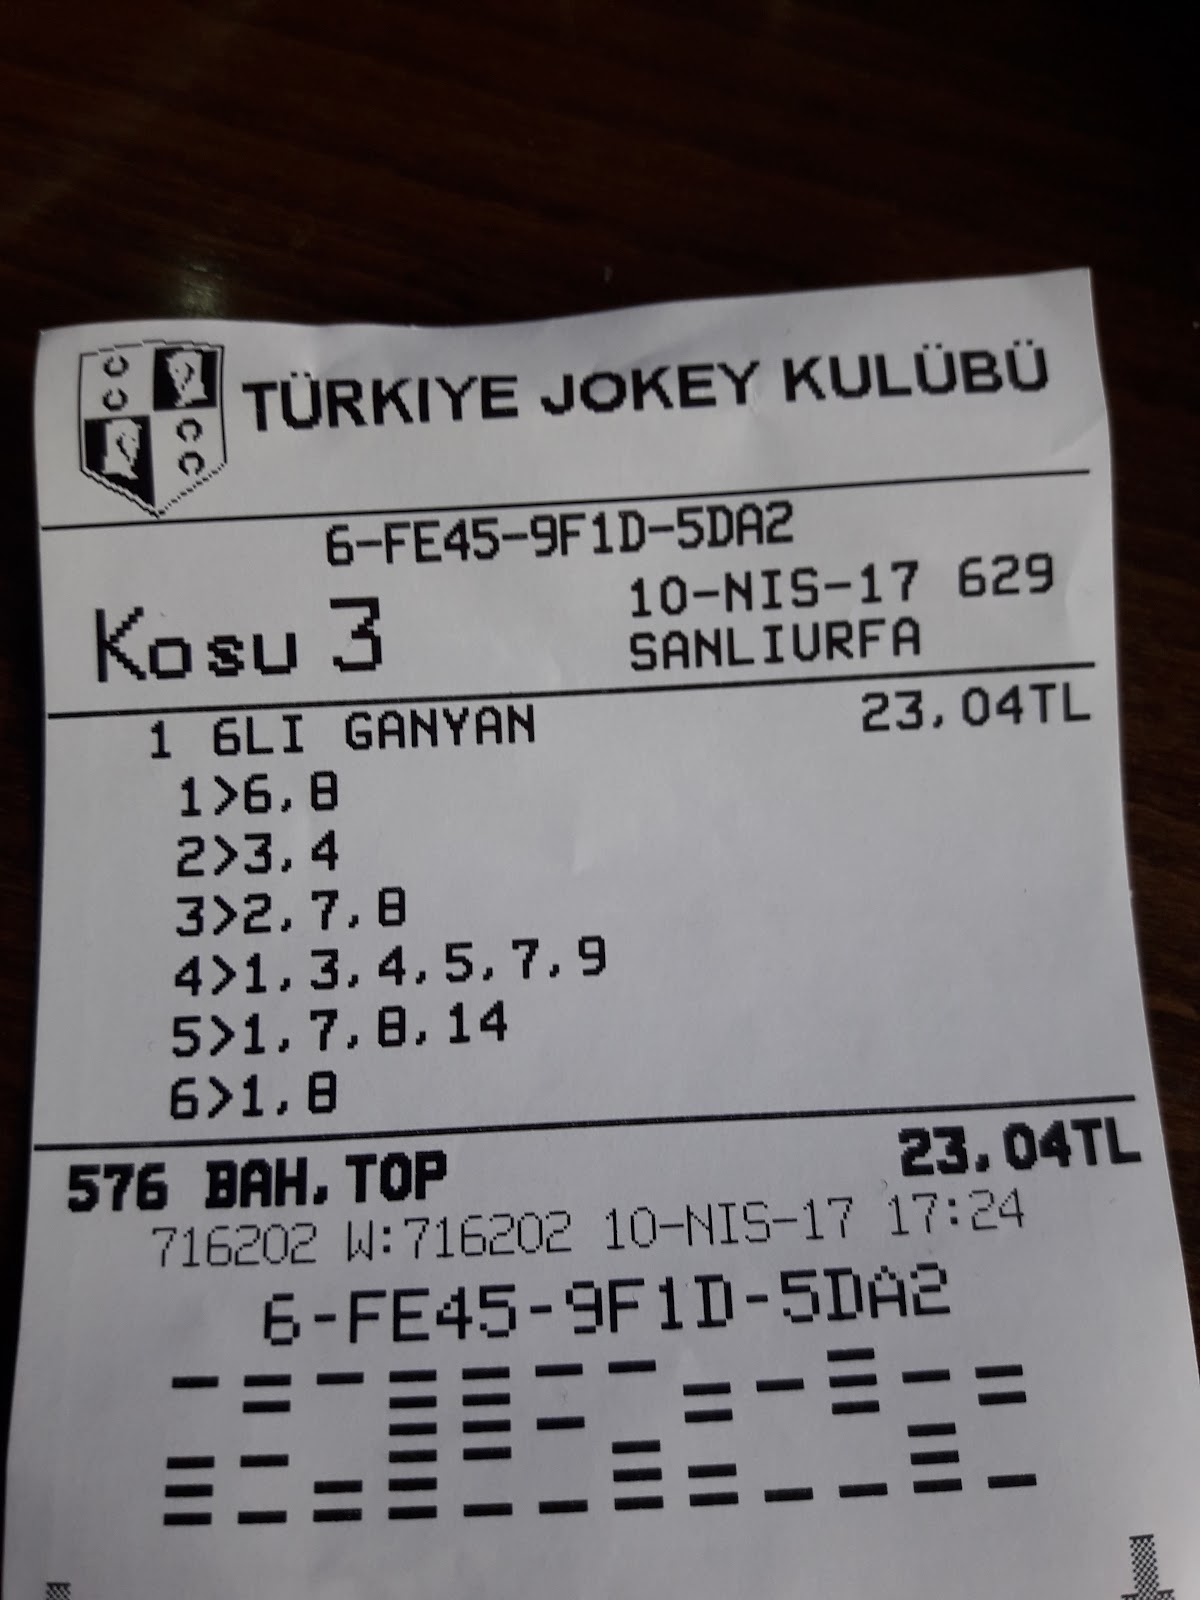 TÜRKIYE JOKEY KULÜBÜ
6-FE45-9F1D-5DA2
Kosu 3
10-NIS-17 629
SANLIURFA
1 6LI GANYAN 23,04TL
1>6,8
2>3,4
3>2,7,8
4>1,3,4,5,7,9
5>1,7,8,14
6>1,8
576 BAH,TOP 23,04TL
716202 W:716202 10-NIS-17 17:24
6-FE45-9F1D-5DA2